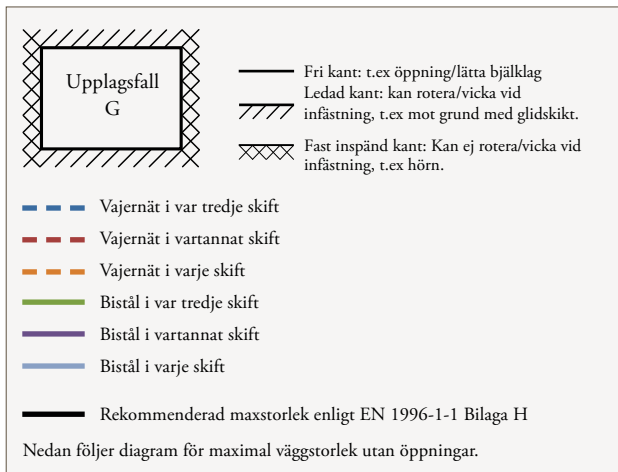 Upplagsfall
G
Fri kant: t.ex öppning/lätta bjälklag
Ledad kant: kan rotera/vicka vid
infästning, t.ex mot grund med glidskikt.
Fast inspänd kant: Kan ej rotera/vicka vid
infästning, t.ex hörn.
Vajernät i var tredje skift
Vajernät i vartannat skift
Vajernät i varje skift
Bistål i var tredje skift
Bistål i vartannat skift
Bistål i varje skift
Rekommenderad maxstorlek enligt EN 1996-1-1 Bilaga H
Nedan följer diagram för maximal väggstorlek utan öppningar.